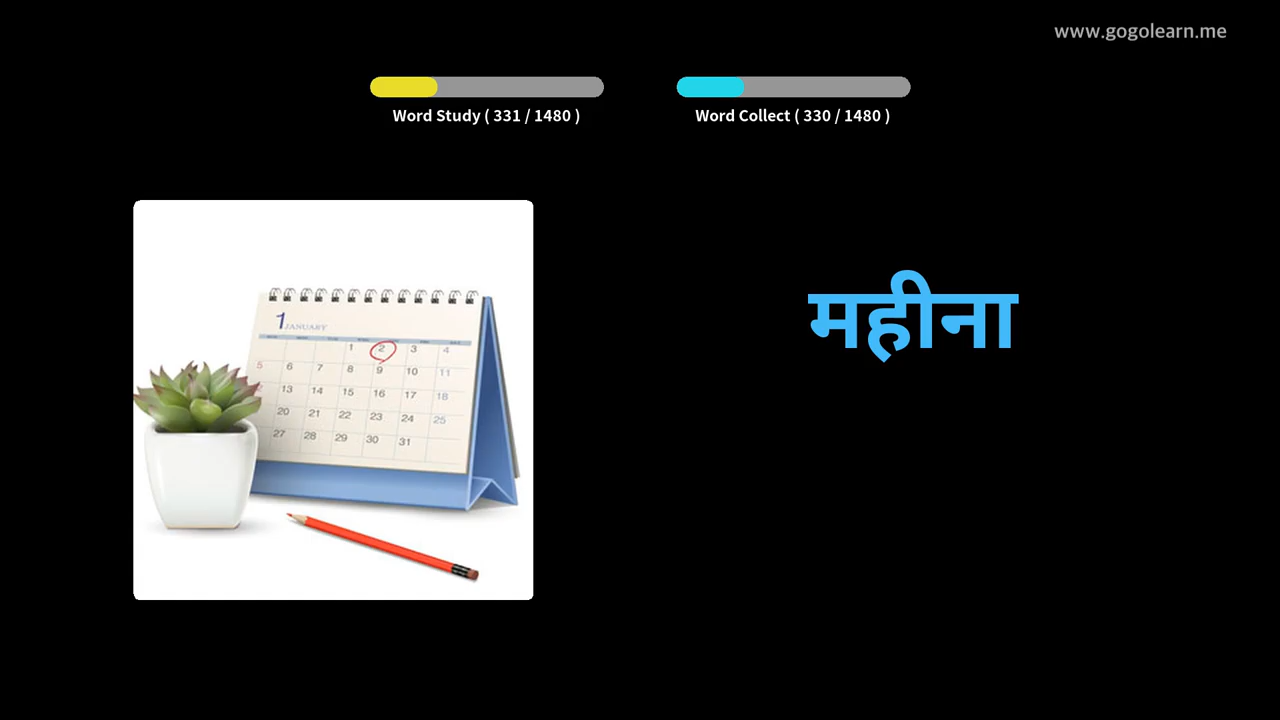 www.gogolearn.me
Word Study ( 331 / 1480 )
Word Collect ( 330 / 1480 )
महीना
1 JANUARY
1 2 3 4
5 6 7 8 9 10 11
13 14 15 16 17 18
20 21 22 23 24 25
27 28 29 30 31